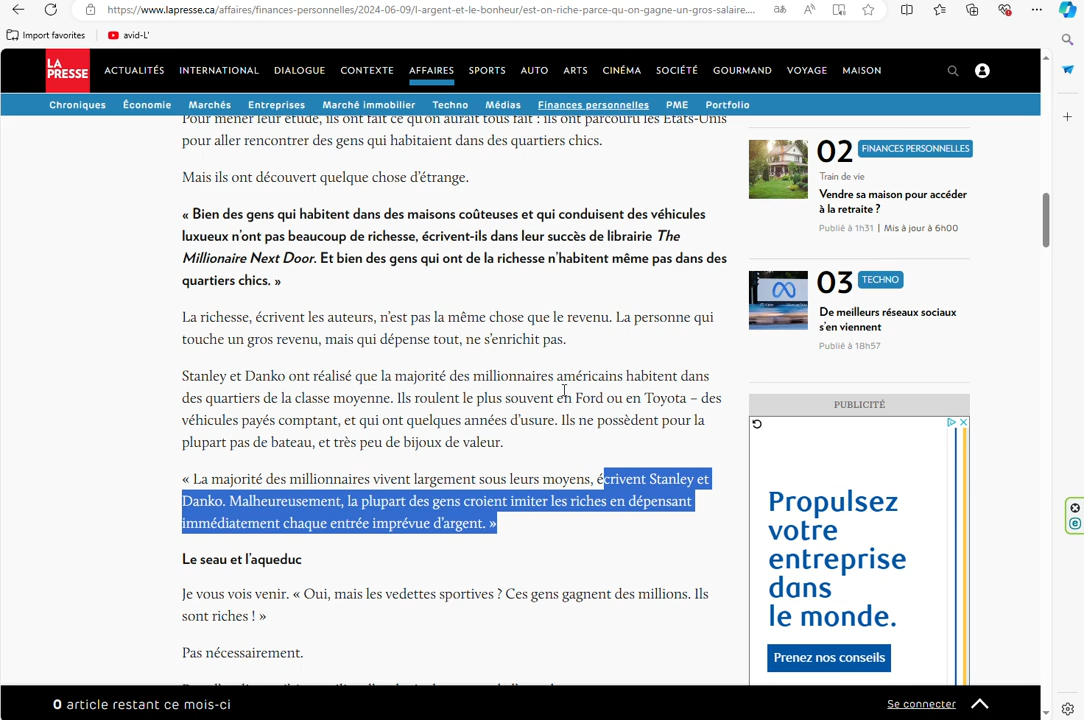 https://www.lapresse.ca/affaires/finances-personnelles/2024-06-09/l-argent-et-le-bonheur/est-on-riche-parce-qu-on-gagne-un-gros-salaire....
Import favorites
avid-L'
LA PRESSE
ACTUALITÉS INTERNATIONAL DIALOGUE CONTEXTE AFFAIRES SPORTS AUTO ARTS CINÉMA SOCIÉTÉ GOURMAND VOYAGE MAISON
Chroniques Économie Marchés Entreprises Marché immobilier Techno Médias Finances personnelles PME Portfolio
Pour mener leur étude, ils ont fait ce qu'on aurait tous fait : ils ont parcouru les États-Unis
pour aller rencontrer des gens qui habitaient dans des quartiers chics.
Mais ils ont découvert quelque chose d'étrange.
« Bien des gens qui habitent dans des maisons coûteuses et qui conduisent des véhicules
luxueux n'ont pas beaucoup de richesse, écrivent-ils dans leur succès de librairie The
Millionaire Next Door. Et bien des gens qui ont de la richesse n'habitent même pas dans des
quartiers chics. »
La richesse, écrivent les auteurs, n'est pas la même chose que le revenu. La personne qui
touche un gros revenu, mais qui dépense tout, ne s'enrichit pas.
Stanley et Danko ont réalisé que la majorité des millionnaires américains habitent dans
des quartiers de la classe moyenne. Ils roulent le plus souvent en Ford ou en Toyota – des
véhicules payés comptant, et qui ont quelques années d'usure. Ils ne possèdent pour la
plupart pas de bateau, et très peu de bijoux de valeur.
« La majorité des millionnaires vivent largement sous leurs moyens, écrivent Stanley et
Danko. Malheureusement, la plupart des gens croient imiter les riches en dépensant
immédiatement chaque entrée imprévue d'argent. »
Le seau et l'aqueduc
Je vous vois venir. « Oui, mais les vedettes sportives ? Ces gens gagnent des millions. Ils
sont riches ! »
Pas nécessairement.
02 FINANCES PERSONNELLES
Train de vie
Vendre sa maison pour accéder
à la retraite ?
Publié à 1h31 | Mis à jour à 6h00
03 TECHNO
De meilleurs réseaux sociaux
s'en viennent
Publié à 18h57
PUBLICITÉ
Propulsez
votre
entreprise
dans
le monde.
Prenez nos conseils
0 article restant ce mois-ci
Se connecter